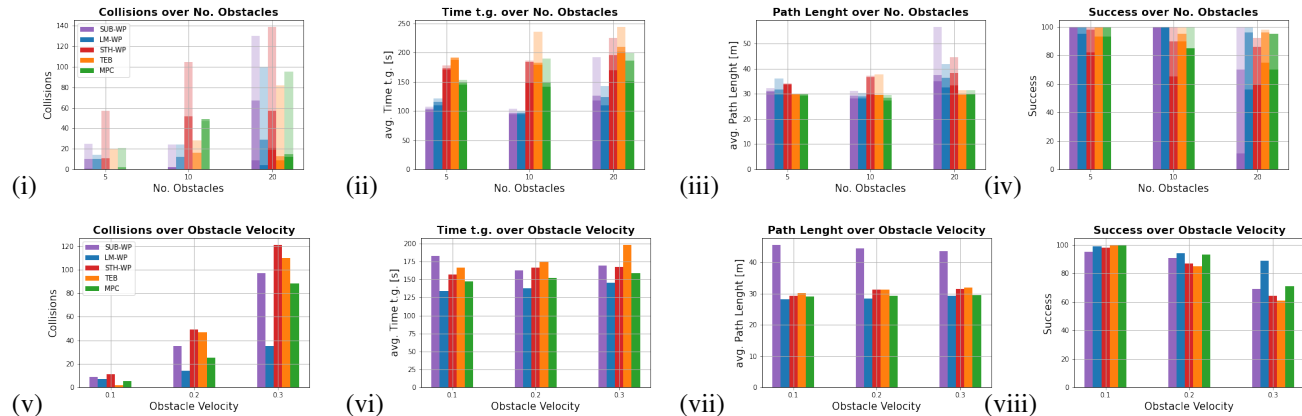 Collisions over No. Obstacles
Collisions
140
120
100
80
60
40
20
0
SUB-WP
LM-WP
STH-WP
TEB
MPC
5
10
20
No. Obstacles
(i)
Time t.g. over No. Obstacles
avg. Time t.g. [s]
250
200
150
100
50
0
5
10
20
No. Obstacles
(ii)
Path Lenght over No. Obstacles
avg. Path Lenght [m]
50
40
30
20
10
0
5
10
20
No. Obstacles
(iii)
Success over No. Obstacles
Success
100
80
60
40
20
0
5
10
20
No. Obstacles
(iv)
Collisions over Obstacle Velocity
Collisions
120
100
80
60
40
20
0
SUB-WP
LM-WP
STH-WP
TEB
MPC
0.1
0.2
0.3
Obstacle Velocity
(v)
Time t.g. over Obstacle Velocity
avg. Time t.g. [s]
200
175
150
125
100
75
50
25
0
0.1
0.2
0.3
Obstacle Velocity
(vi)
Path Lenght over Obstacle Velocity
avg. Path Lenght [m]
40
30
20
10
0
0.1
0.2
0.3
Obstacle Velocity
(vii)
Success over Obstacle Velocity
Success
100
80
60
40
20
0
0.1
0.2
0.3
Obstacle Velocity
(viii)